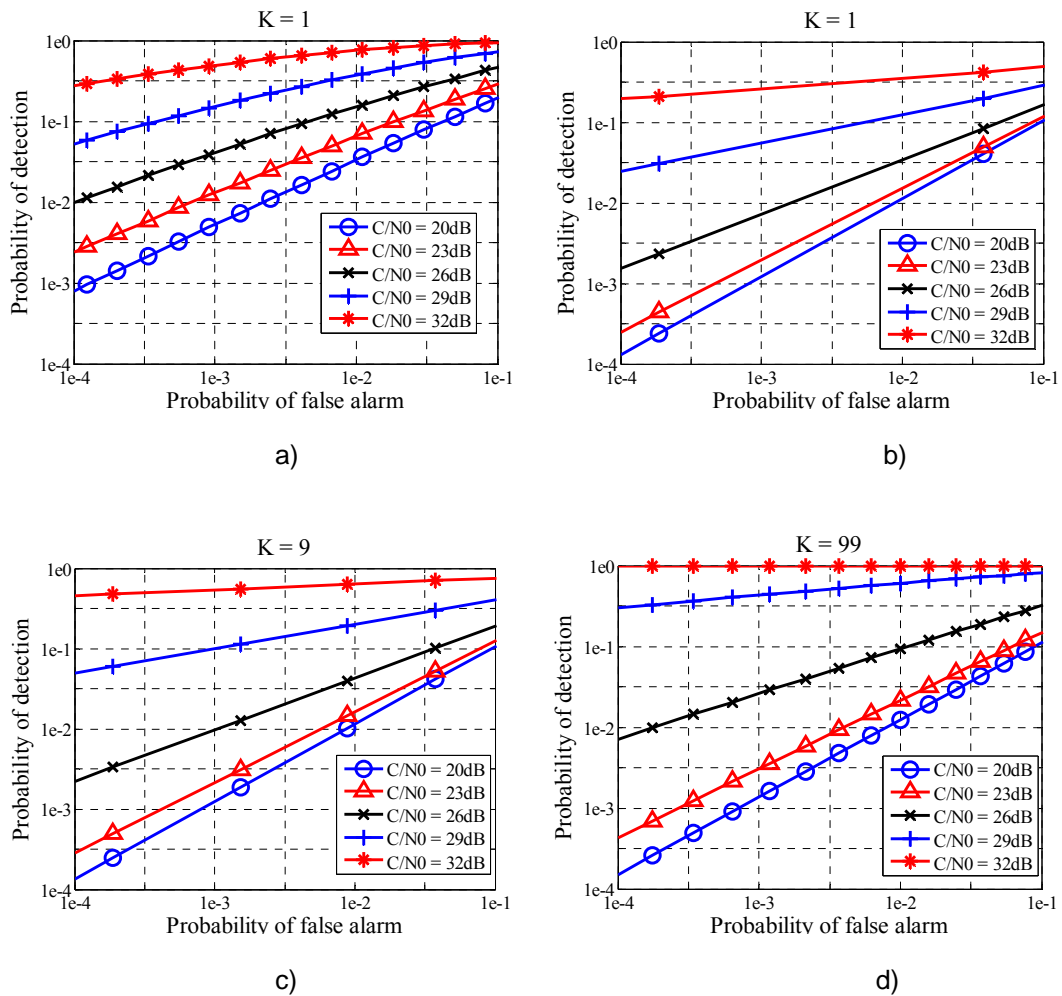 K = 1
1e0
1e-1
1e-2
1e-3
1e-4
1e-4
1e-3
1e-2
1e-1
Probability of detection
Probability of false alarm
C/N0 = 20dB
C/N0 = 23dB
C/N0 = 26dB
C/N0 = 29dB
C/N0 = 32dB
a)
K = 1
1e0
1e-1
1e-2
1e-3
1e-4
1e-4
1e-3
1e-2
1e-1
Probability of detection
Probability of false alarm
C/N0 = 20dB
C/N0 = 23dB
C/N0 = 26dB
C/N0 = 29dB
C/N0 = 32dB
b)
K = 9
1e0
1e-1
1e-2
1e-3
1e-4
1e-4
1e-3
1e-2
1e-1
Probability of detection
Probability of false alarm
C/N0 = 20dB
C/N0 = 23dB
C/N0 = 26dB
C/N0 = 29dB
C/N0 = 32dB
c)
K = 99
1e0
1e-1
1e-2
1e-3
1e-4
1e-4
1e-3
1e-2
1e-1
Probability of detection
Probability of false alarm
C/N0 = 20dB
C/N0 = 23dB
C/N0 = 26dB
C/N0 = 29dB
C/N0 = 32dB
d)